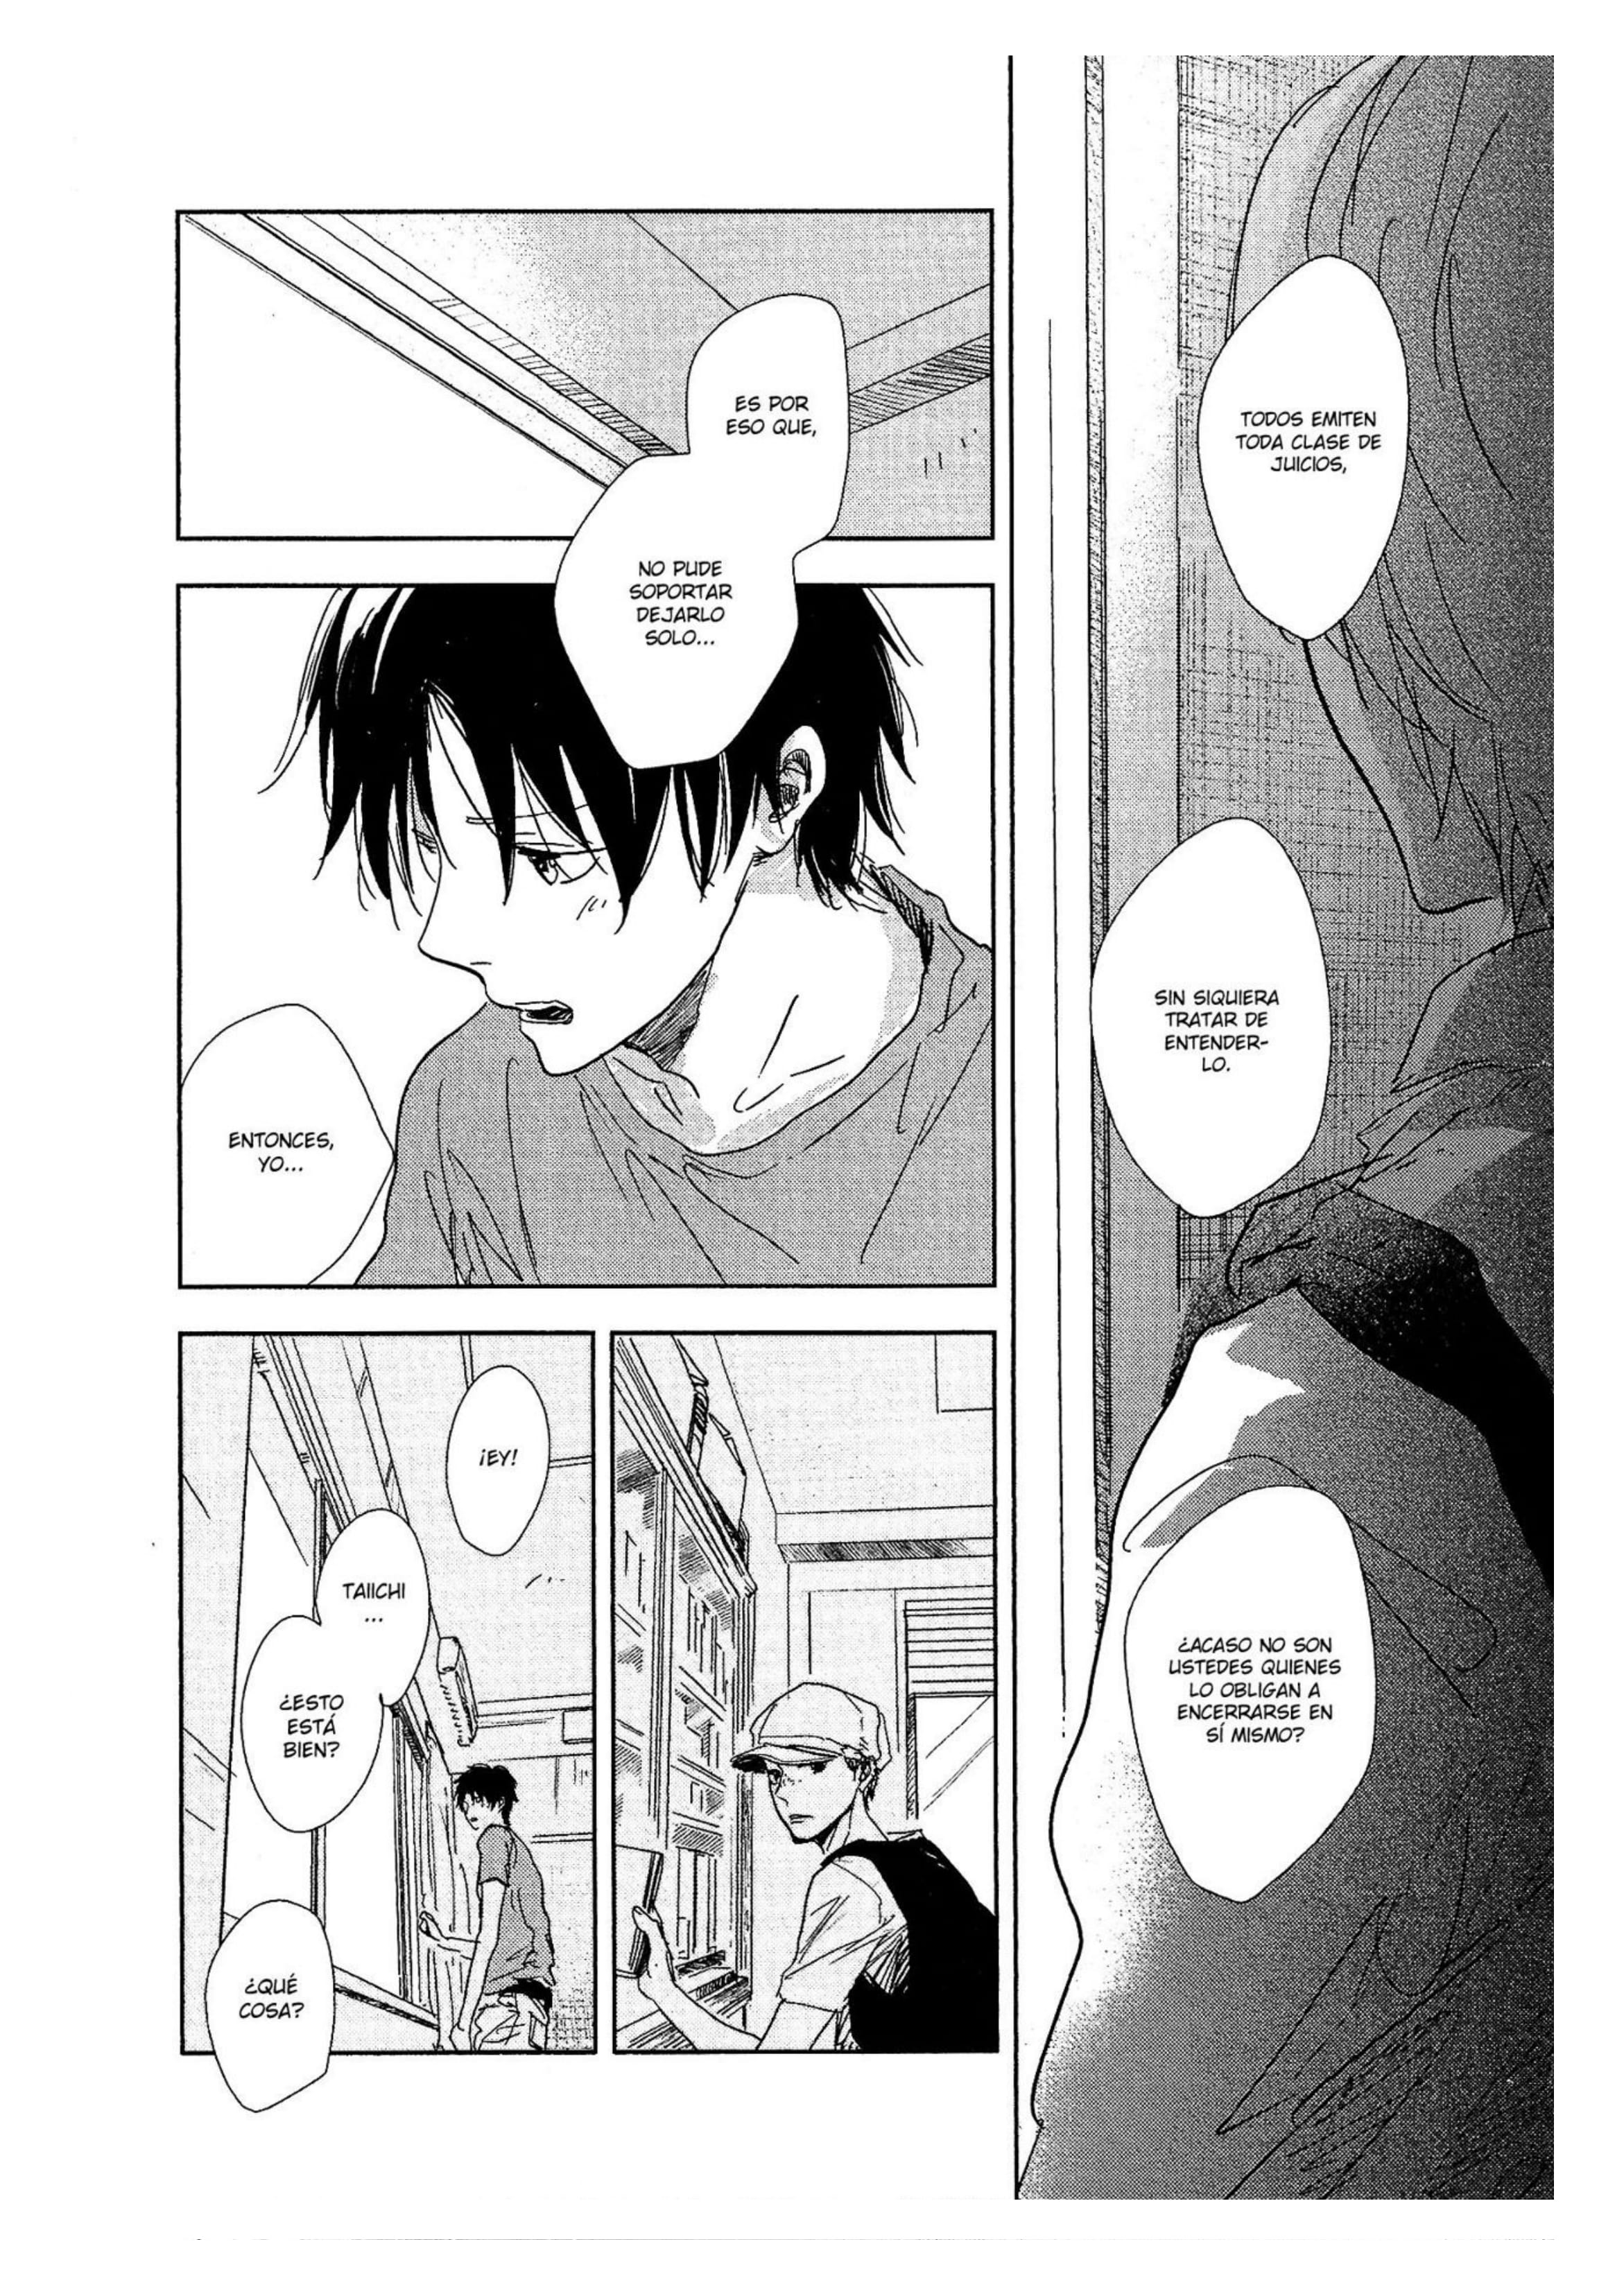 TODOS EMITEN
TODA CLASE DE
JUICIOS,
SIN SIQUIERA
TRATAR DE
ENTENDER-
LO.
¿ACASO NO SON
USTEDES QUIENES
LO OBLIGAN A
ENCERRARSE EN
SÍ MISMO?
ES POR
ESO QUE,
NO PUDE
SOPORTAR
DEJARLO
SOLO...
ENTONCES,
YO...
¡EY!
TAIICHI
...
¿ESTO
ESTÁ
BIEN?
¿QUÉ
COSA?